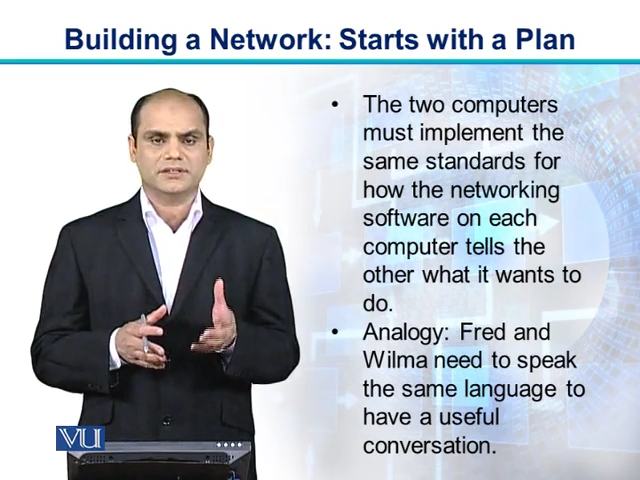 Building a Network: Starts with a Plan
• The two computers
must implement the
same standards for
how the networking
software on each
computer tells the
other what it wants to
do.
• Analogy: Fred and
Wilma need to speak
the same language to
have a useful
conversation.
VU